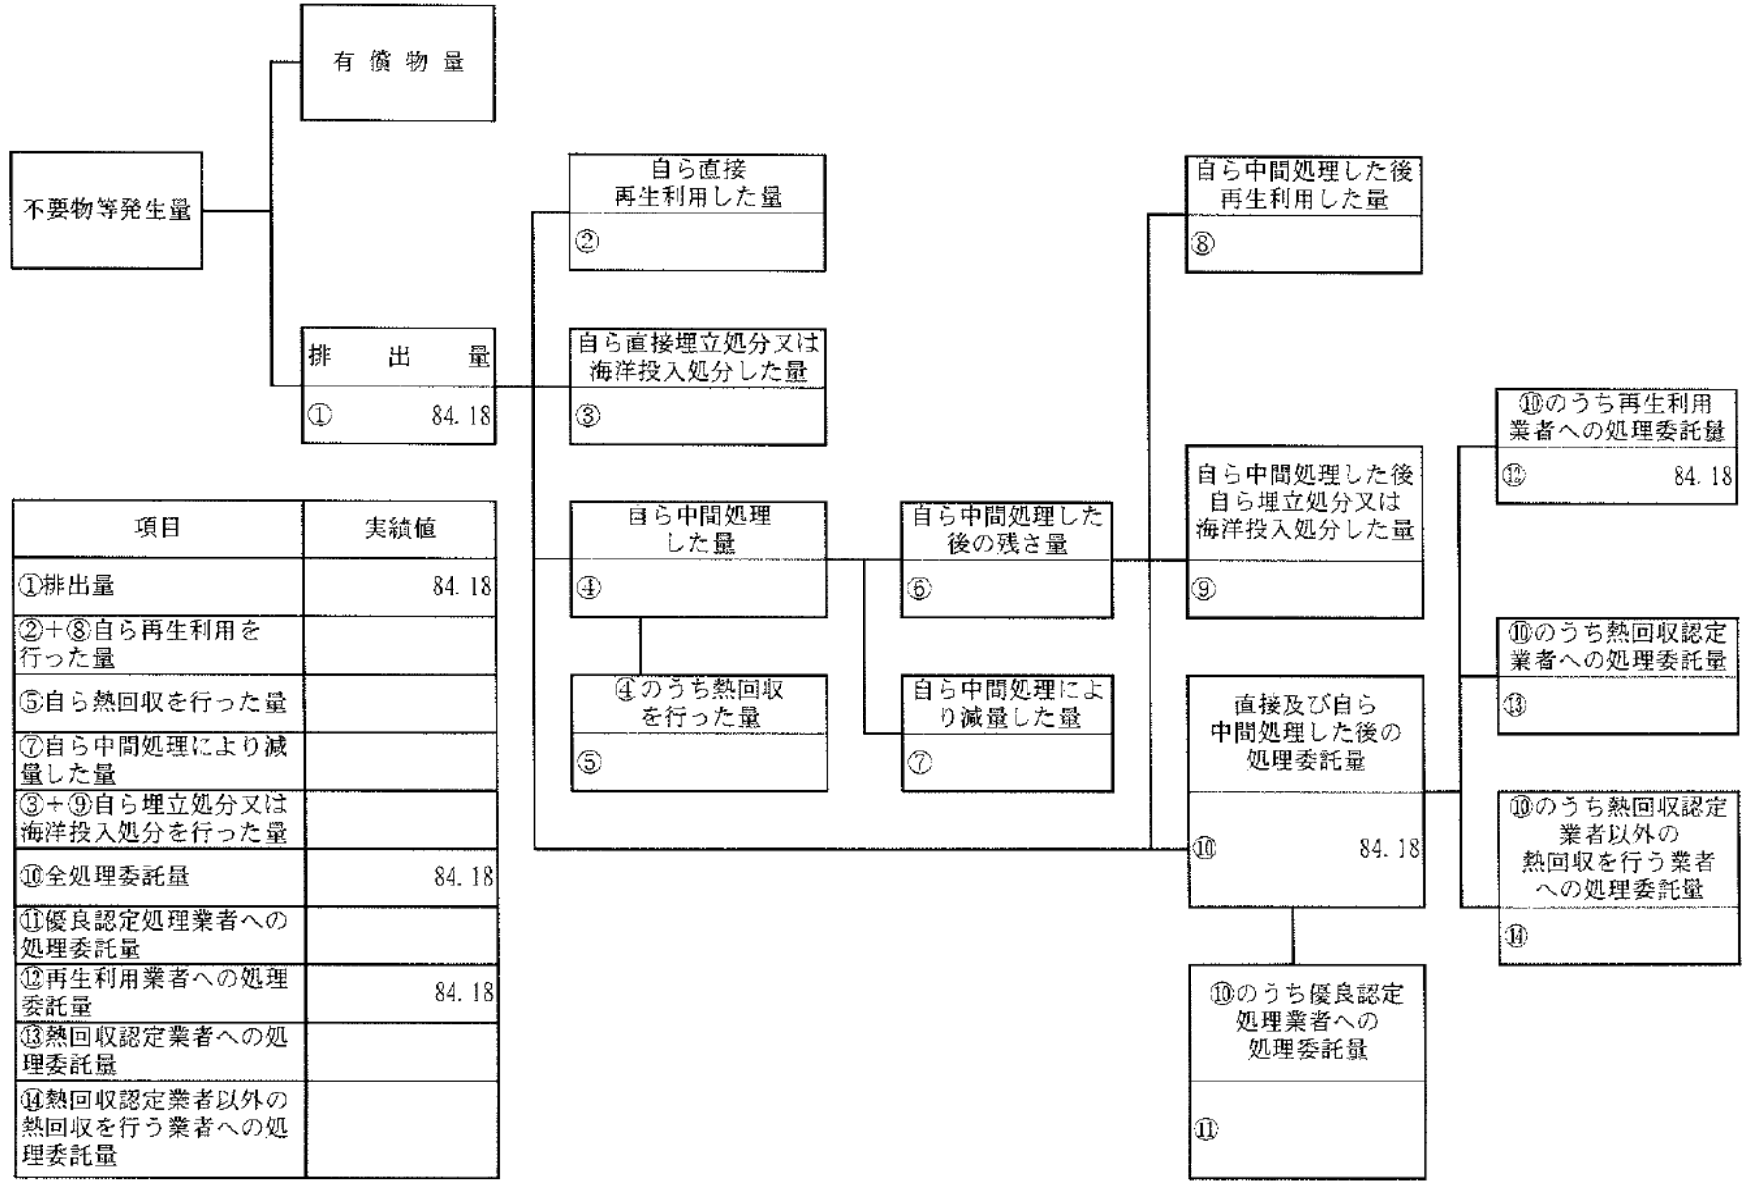 有償物量
不要物等発生量
排出量
① 84.18
自ら直接
再生利用した量
②
自ら直接埋立処分又は
海洋投入処分した量
③
自ら中間処理
した量
④
④のうち熱回収
を行った量
⑤
自ら中間処理した
後の残さ量
⑥
自ら中間処理によ
り減量した量
⑦
自ら中間処理した後
再生利用した量
⑧
自ら中間処理した後
自ら埋立処分又は
海洋投入処分した量
⑨
直接及び自ら
中間処理した後の
処理委託量
⑩ 84.18
⑩のうち優良認定
処理業者への
処理委託量
⑪
⑩のうち再生利用
業者への処理委託量
⑫ 84.18
⑩のうち熱回収認定
業者への処理委託量
⑬
⑩のうち熱回収認定
業者以外の
熱回収を行う業者
への処理委託量
⑭
項目 実績値
①排出量 84.18
②+⑧自ら再生利用を
行った量
⑤自ら熱回収を行った量
⑦自ら中間処理により減
量した量
③+⑨自ら埋立処分又は
海洋投入処分を行った量
⑩全処理委託量 84.18
⑪優良認定処理業者への
処理委託量
⑫再生利用業者への処理
委託量 84.18
⑬熱回収認定業者への処
理委託量
⑭熱回収認定業者以外の
熱回収を行う業者への処
理委託量